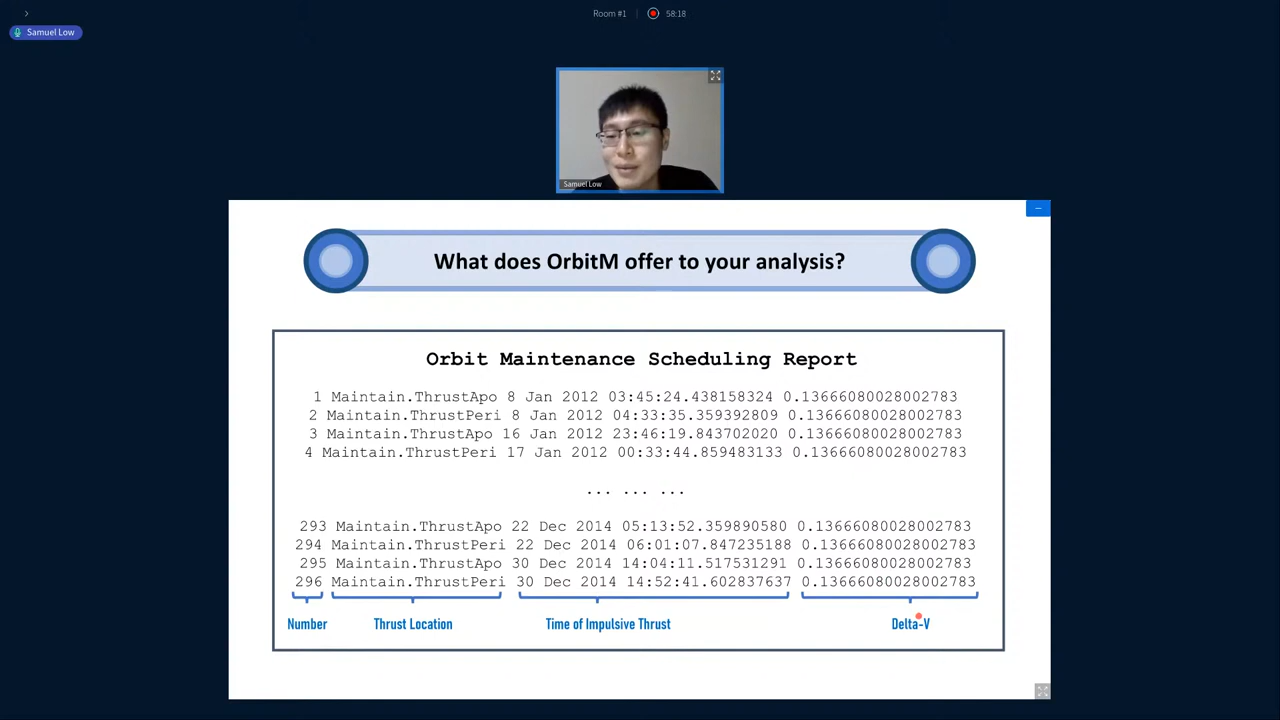 Room #1
58:18
Samuel Low
Samuel Low
What does OrbitM offer to your analysis?
Orbit Maintenance Scheduling Report
1 Maintain.ThrustApo 8 Jan 2012 03:45:24.438158324 0.13666080028002783
2 Maintain.ThrustPeri 8 Jan 2012 04:33:35.359392809 0.13666080028002783
3 Maintain.ThrustApo 16 Jan 2012 23:46:19.843702020 0.13666080028002783
4 Maintain.ThrustPeri 17 Jan 2012 00:33:44.859483133 0.13666080028002783
... ... ...
293 Maintain.ThrustApo 22 Dec 2014 05:13:52.359890580 0.13666080028002783
294 Maintain.ThrustPeri 22 Dec 2014 06:01:07.847235188 0.13666080028002783
295 Maintain.ThrustApo 30 Dec 2014 14:04:11.517531291 0.13666080028002783
296 Maintain.ThrustPeri 30 Dec 2014 14:52:41.602837637 0.13666080028002783
Number Thrust Location Time of Impulsive Thrust Delta-V